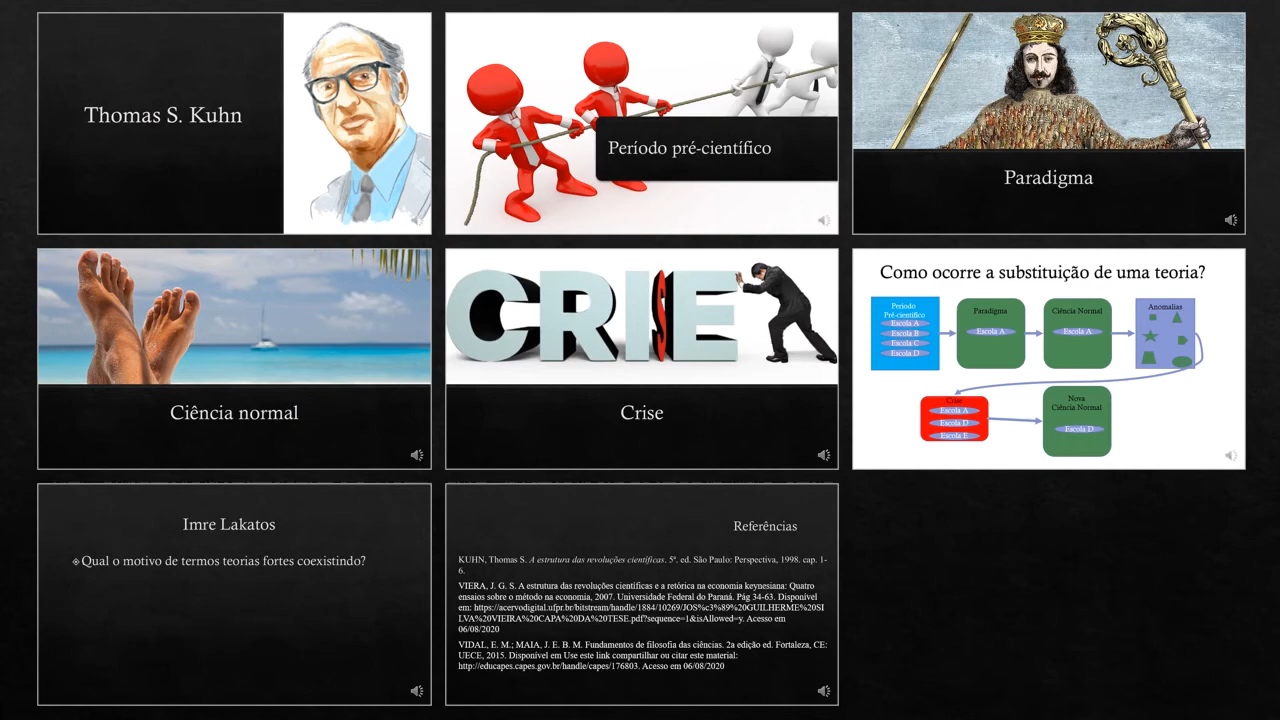 Thomas S. Kuhn
Período pré-científico
Paradigma
Ciência normal
CRISE
Crise
Como ocorre a substituição de uma teoria?
Período
Pré-científico
Escola A
Escola B
Escola C
Escola D
Paradigma
Escola A
Ciência Normal
Escola A
Anomalias
Crise
Escola A
Escola D
Escola E
Nova
Ciência Normal
Escola D
Imre Lakatos
Qual o motivo de termos teorias fortes coexistindo?
Referências
KUHN, Thomas S. A estrutura das revoluções científicas. 5ª. ed. São Paulo: Perspectiva, 1998. cap. 1-
6.
VIERA, J. G. S. A estrutura das revoluções científicas e a retórica na economia keynesiana: Quatro
ensaios sobre o método na economia, 2007. Universidade Federal do Paraná. Pág 34-63. Disponível
em: https://acervodigital.ufpr.br/bitstream/handle/1884/10269/JOS%c3%89%20GUILHERME%20SI
LVA%20VIEIRA%20CAPA%20DA%20TESE.pdf?sequence=1&isAllowed=y. Acesso em
06/08/2020
VIDAL, E. M.; MAIA, J. E. B. M. Fundamentos de filosofia das ciências. 2a edição ed. Fortaleza, CE:
UECE, 2015. Disponível em Use este link compartilhar ou citar este material:
http://educapes.capes.gov.br/handle/capes/176803. Acesso em 06/08/2020